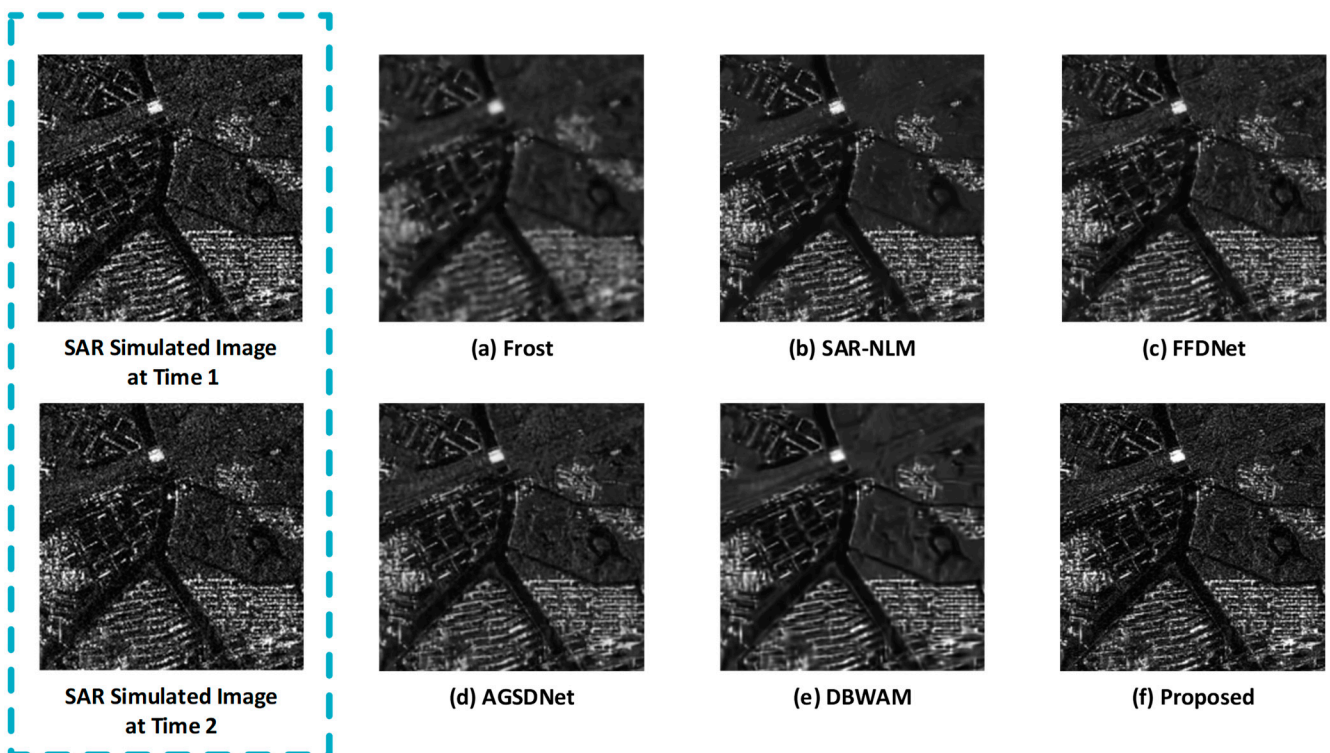 SAR Simulated Image
at Time 1
(a) Frost
(b) SAR-NLM
(c) FFDNet
SAR Simulated Image
at Time 2
(d) AGSDNet
(e) DBWAM
(f) Proposed